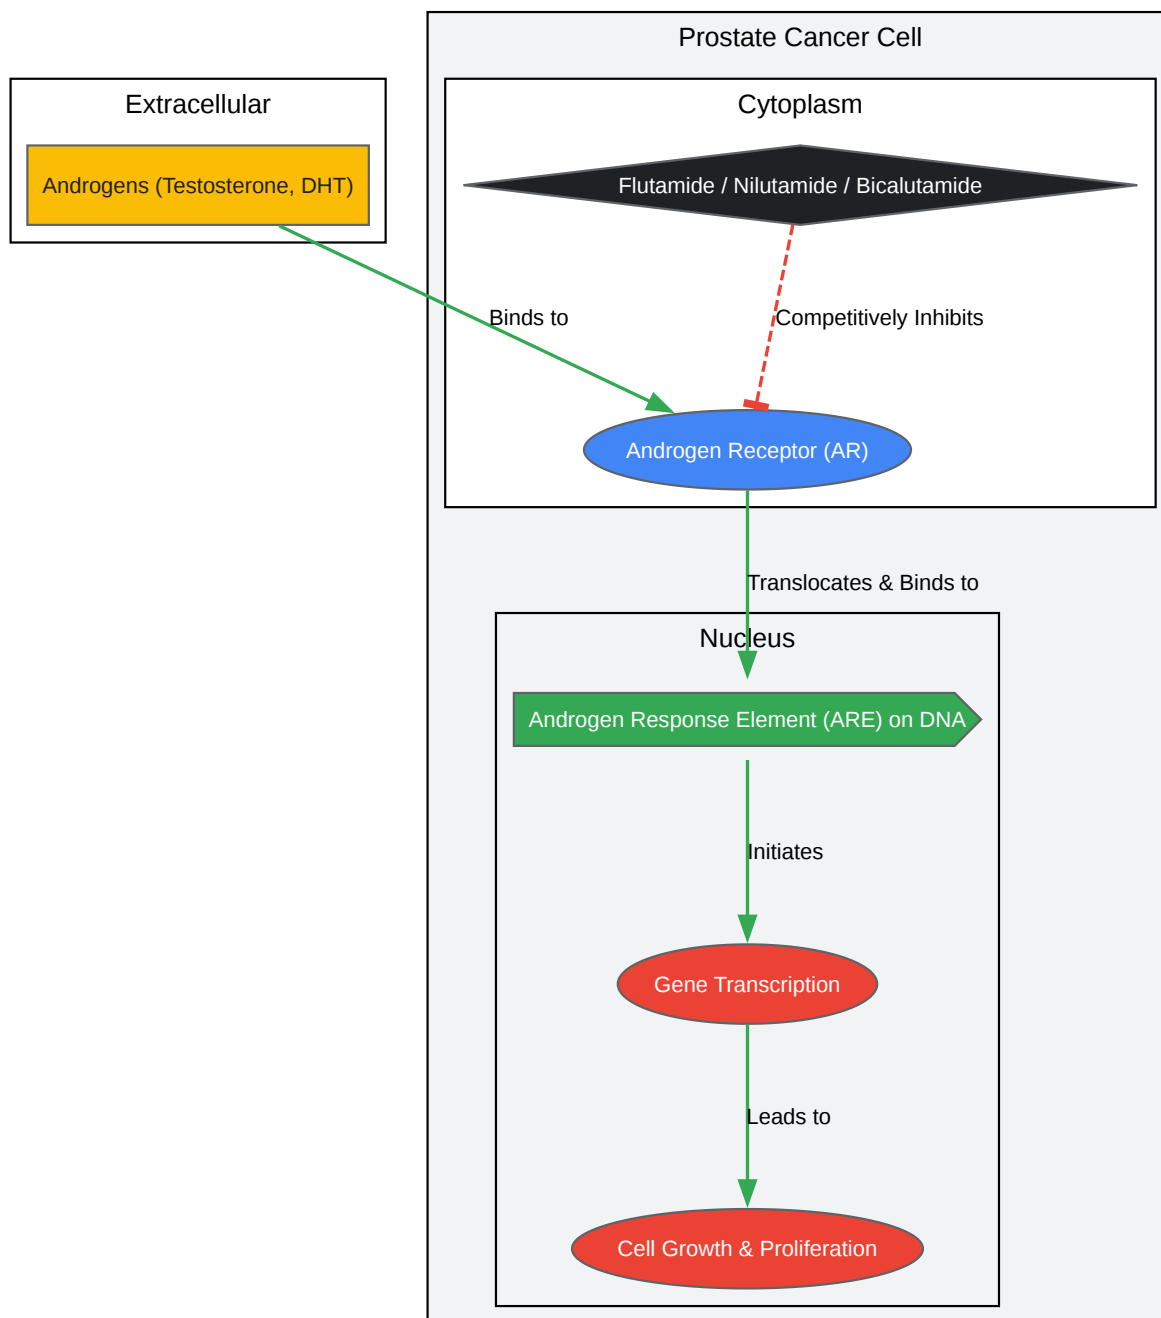 Prostate Cancer Cell
Extracellular
Cytoplasm
Androgens (Testosterone, DHT)
Flutamide / Nilutamide / Bicalutamide
Binds to
Competitively Inhibits
Androgen Receptor (AR)
Translocates & Binds to
Nucleus
Androgen Response Element (ARE) on DNA
Initiates
Gene Transcription
Leads to
Cell Growth & Proliferation